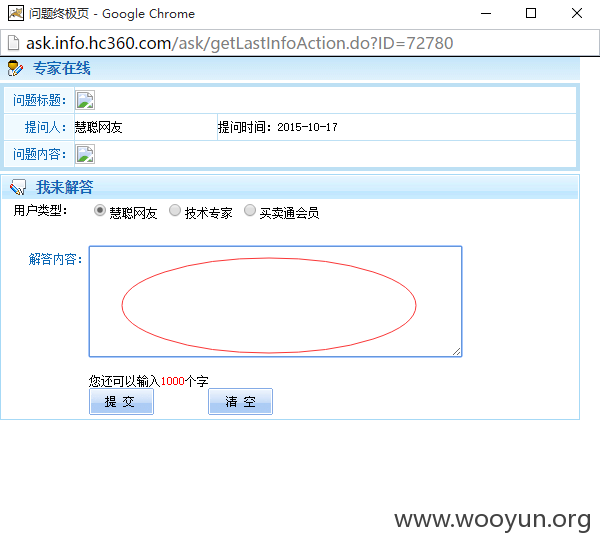 问题终极页 - Google Chrome
ask.info.hc360.com/ask/getLastInfoAction.do?ID=72780
专家在线
问题标题：
提问人： 慧聪网友 提问时间：2015-10-17
问题内容：
我来解答
用户类型： 慧聪网友 技术专家 买卖通会员
解答内容：
您还可以输入1000个字
提 交 清 空
www.wooyun.org